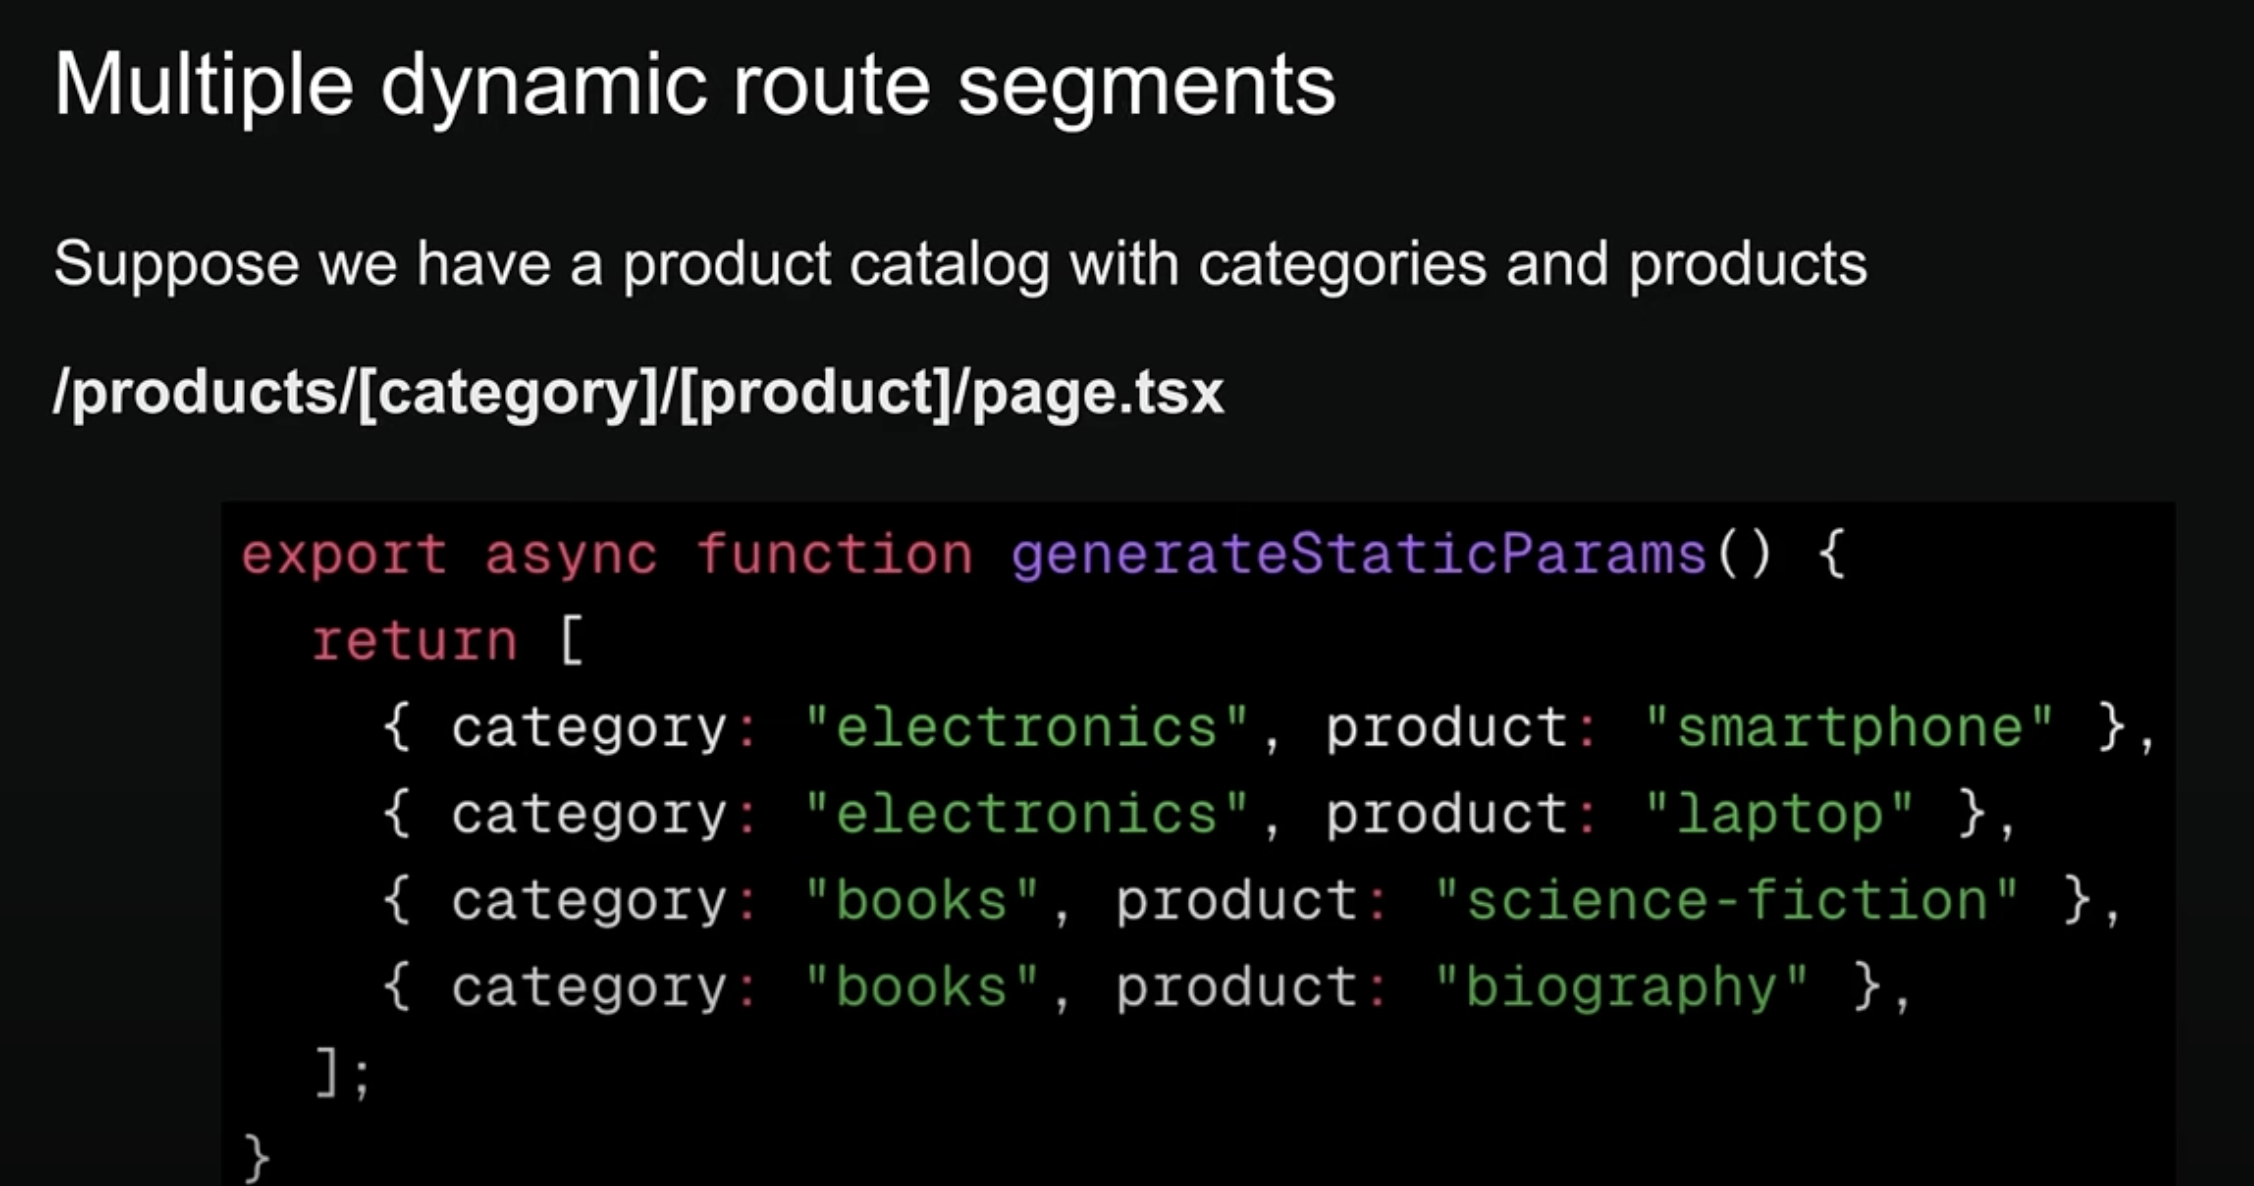 Multiple dynamic route segments
Suppose we have a product catalog with categories and products
/products/[category]/[product]/page.tsx
export async function generateStaticParams() {
  return [
    { category: "electronics", product: "smartphone" },
    { category: "electronics", product: "laptop" },
    { category: "books", product: "science-fiction" },
    { category: "books", product: "biography" },
  ];
}